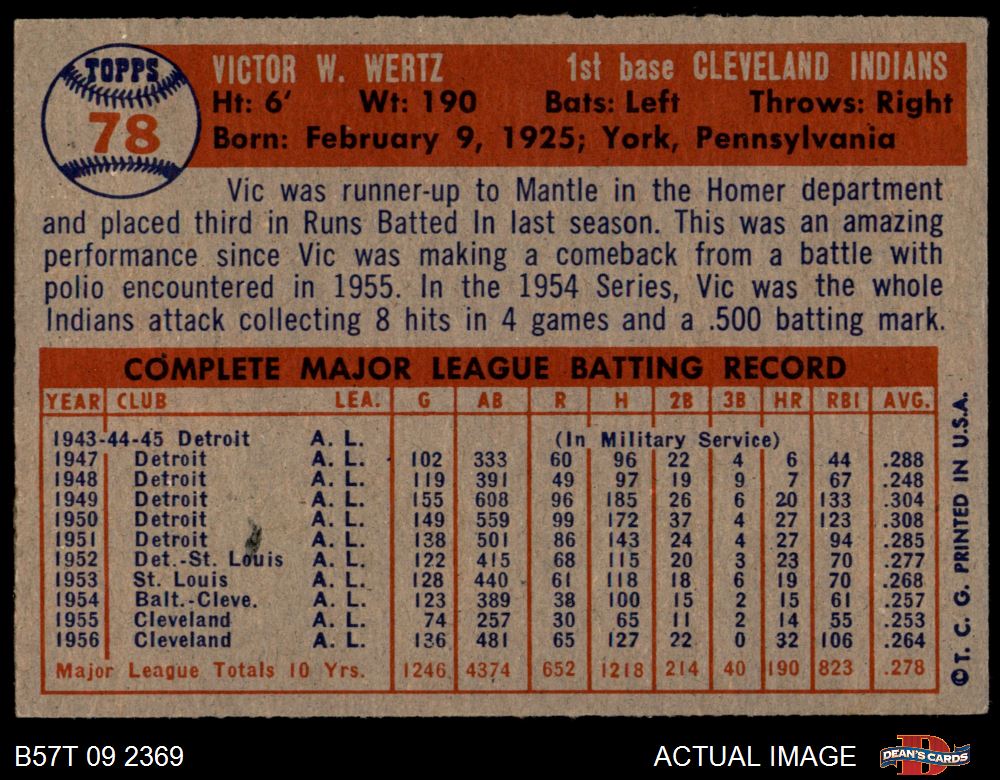 TOPPS
78
VICTOR W. WERTZ 1st base CLEVELAND INDIANS
Ht: 6' Wt: 190 Bats: Left Throws: Right
Born: February 9, 1925; York, Pennsylvania
Vic was runner-up to Mantle in the Homer department
and placed third in Runs Batted In last season. This was an amazing
performance since Vic was making a comeback from a battle with
polio encountered in 1955. In the 1954 Series, Vic was the whole
Indians attack collecting 8 hits in 4 games and a .500 batting mark.
COMPLETE MAJOR LEAGUE BATTING RECORD
YEAR CLUB LEA. G AB R H 2B 3B HR RBI AVG.
1943-44-45 Detroit A. L. (In Military Service)
1947 Detroit A. L. 102 333 60 96 22 4 6 44 .288
1948 Detroit A. L. 119 391 49 97 19 9 7 67 .248
1949 Detroit A. L. 155 608 96 185 26 6 20 133 .304
1950 Detroit A. L. 149 559 99 172 37 4 27 123 .308
1951 Detroit A. L. 138 501 86 143 24 4 27 94 .285
1952 Det.-St. Louis A. L. 122 415 68 115 20 3 23 70 .277
1953 St. Louis A. L. 128 440 61 118 18 6 19 70 .268
1954 Balt.-Cleve. A. L. 123 389 38 100 15 2 15 61 .257
1955 Cleveland A. L. 74 257 30 65 11 2 14 55 .253
1956 Cleveland A. L. 136 481 65 127 22 0 32 106 .264
Major League Totals 10 Yrs. 1246 4374 652 1218 214 40 190 823 .278
©T. C. G. PRINTED IN U.S.A.
B57T 09 2369 ACTUAL IMAGE DEAN'S CARDS